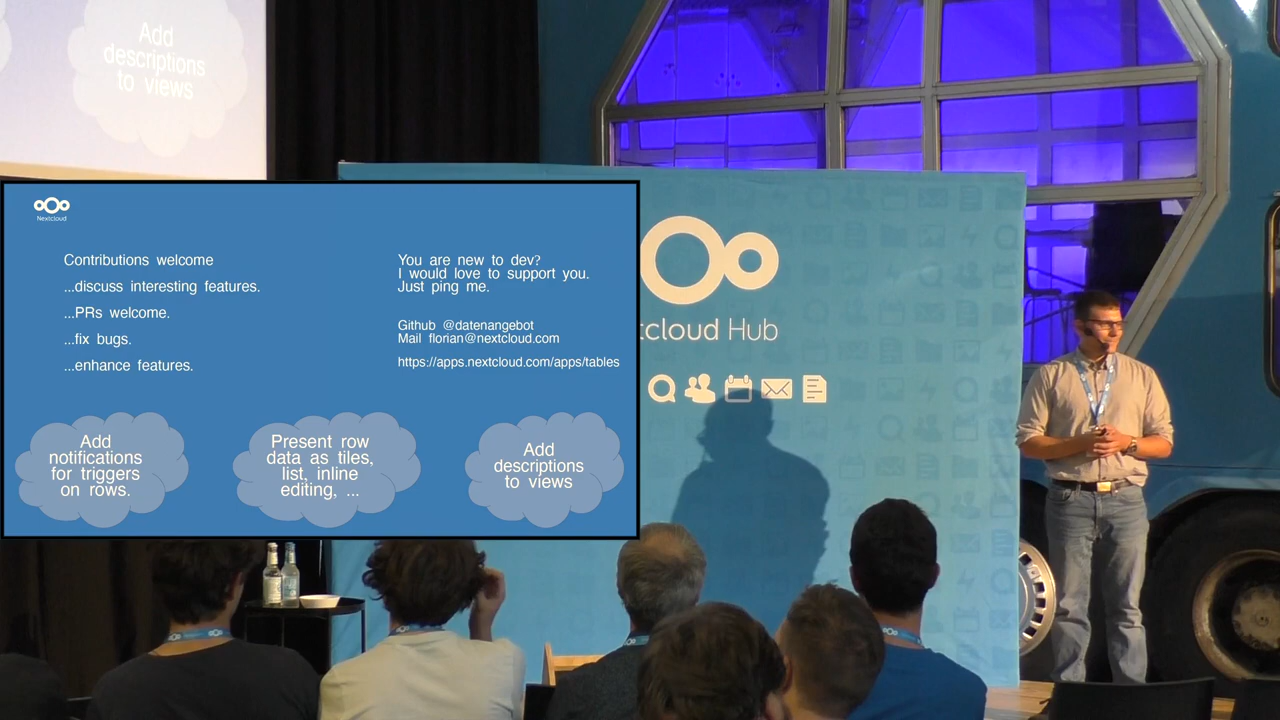 Add
descriptions
to views
Nextcloud
Contributions welcome
...discuss interesting features.
...PRs welcome.
...fix bugs.
...enhance features.
You are new to dev?
I would love to support you.
Just ping me.
Github @datenangebot
Mail florian@nextcloud.com
https://apps.nextcloud.com/apps/tables
Add
notifications
for triggers
on rows.
Present row
data as tiles,
list, inline
editing, ...
Add
descriptions
to views
tcloud Hub